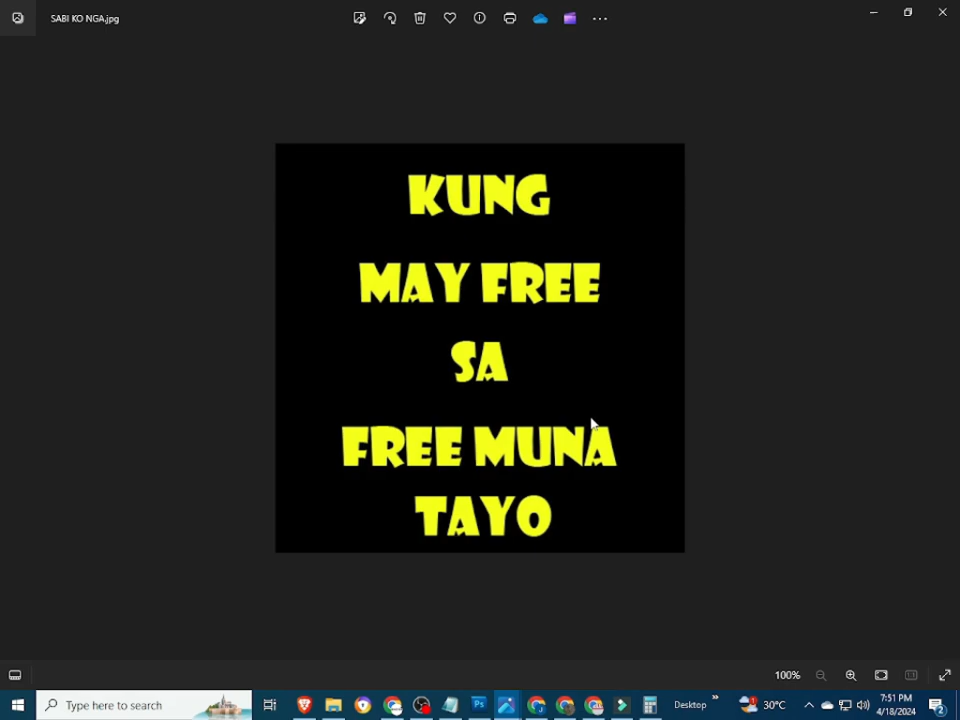 SABI KO NGA.jpg
KUNG
MAY FREE
SA
FREE MUNA
TAYO
100%
Type here to search
Desktop
30°C
7:51 PM
4/18/2024
2